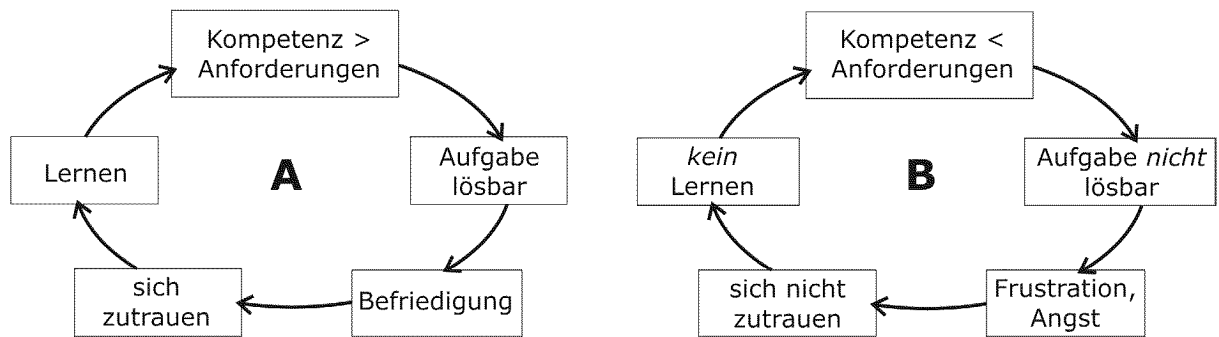 Kompetenz >
Anforderungen
Aufgabe
lösbar
Befriedigung
sich
zutrauen
Lernen
A
Kompetenz <
Anforderungen
Aufgabe nicht
lösbar
Frustration,
Angst
sich nicht
zutrauen
kein
Lernen
B